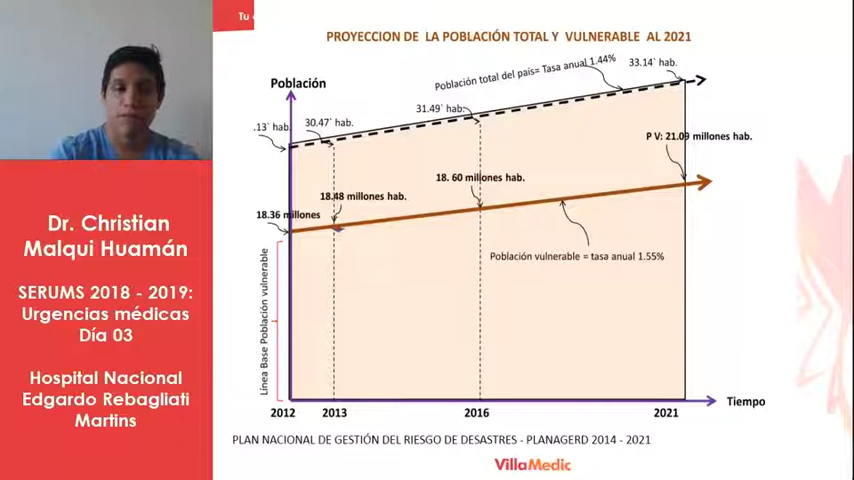 Tu
PROYECCION DE LA POBLACIÓN TOTAL Y VULNERABLE AL 2021
Población
Población total del país= Tasa anual 1.44%
33.14` hab.
31.49` hab.
30.47` hab.
.13` hab.
P V: 21.09 millones hab.
18. 60 millones hab.
18.48 millones hab.
18.36 millones
Población vulnerable = tasa anual 1.55%
Línea Base Población vulnerable
2012 2013 2016 2021
Tiempo
PLAN NACIONAL DE GESTIÓN DEL RIESGO DE DESASTRES - PLANAGERD 2014 - 2021
VillaMedic
Dr. Christian
Malqui Huamán
SERUMS 2018 - 2019:
Urgencias médicas
Día 03
Hospital Nacional
Edgardo Rebagliati
Martins